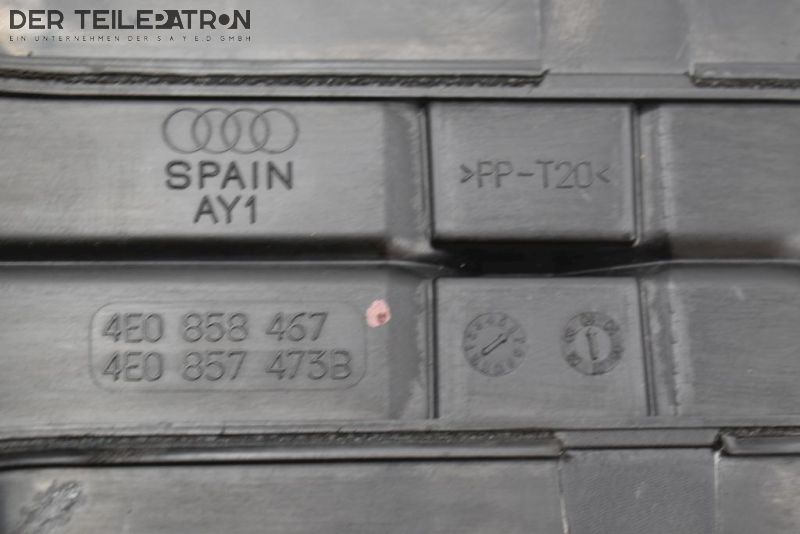 DER TEILEPATRON
EIN UNTERNEHMEN DER S A Y E D GMBH
SPAIN
AY1
>PP-T20<
4E0 858 467
4E0 857 473B